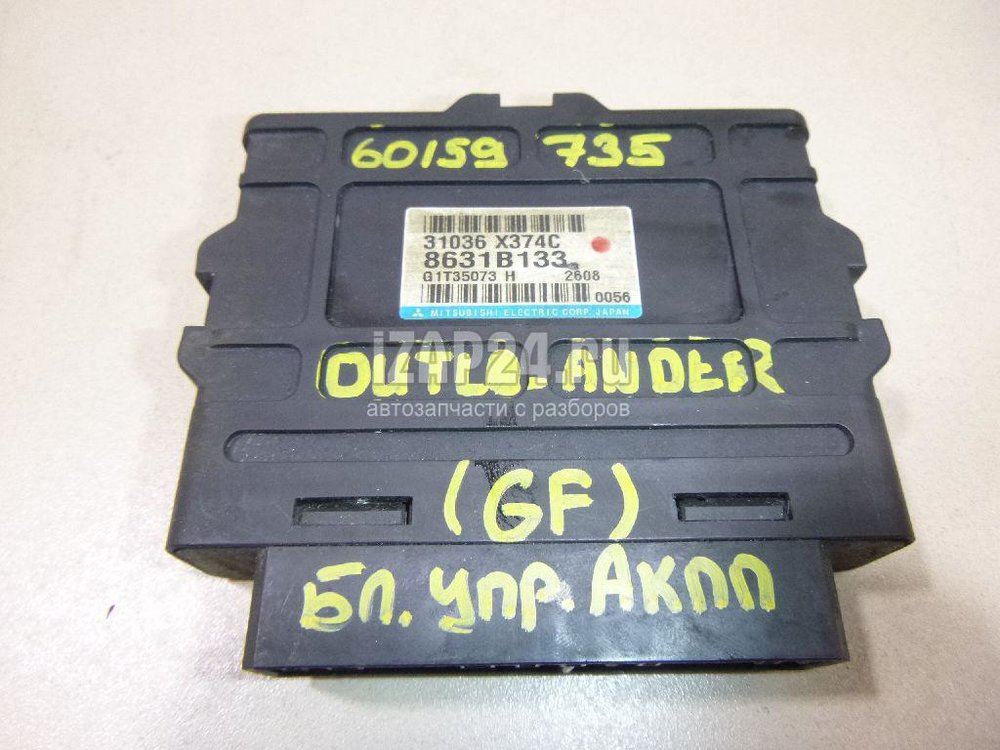 60159 735
31036 X374C
8631B133
G1T35073 H 2608
0056
MITSUBISHI ELECTRIC CORP. JAPAN
iZAP24.ru
OUTLANDER
автозапчасти с разборов
(GF)
Бл. упр. АКПП